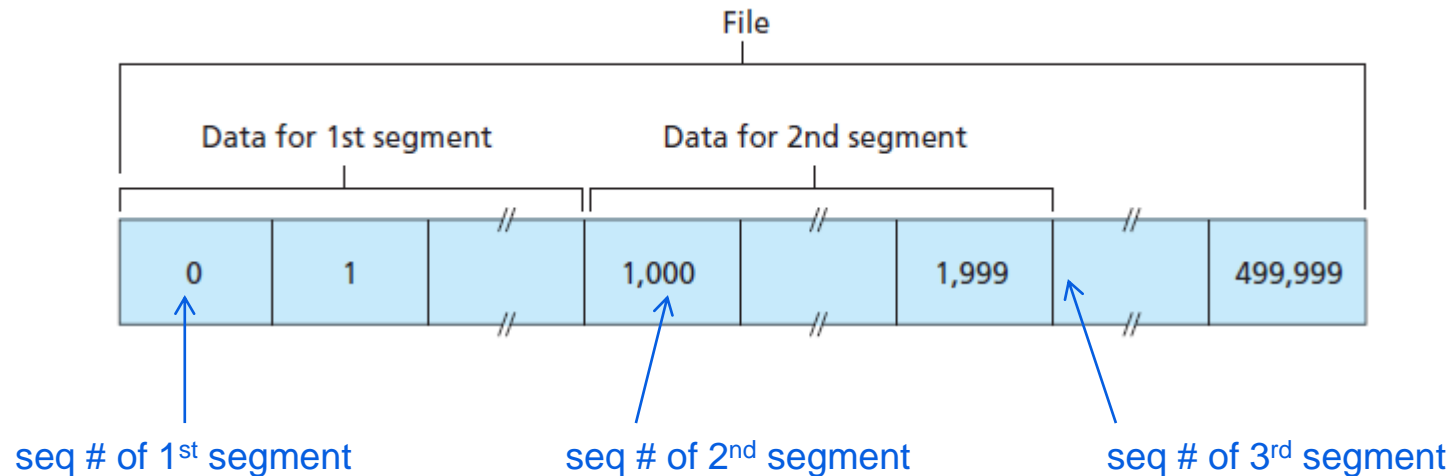 File
Data for 1st segment Data for 2nd segment
0 1 1,000 1,999 499,999
seq # of 1st segment seq # of 2nd segment seq # of 3rd segment